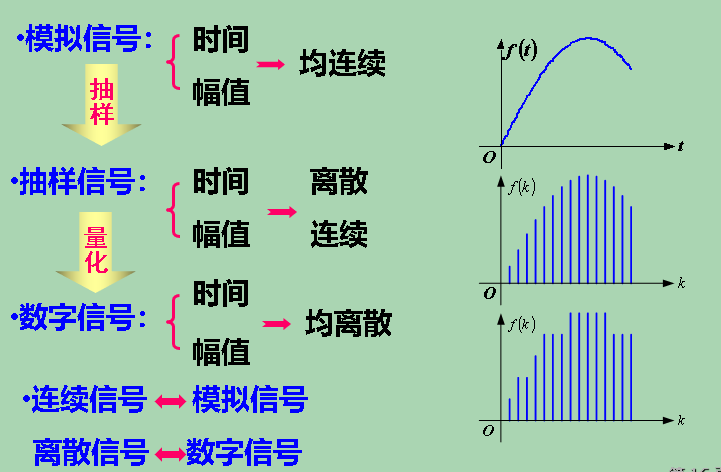 ·模拟信号：
时间
幅值
均连续
抽样
·抽样信号：
时间
幅值
离散
连续
量化
·数字信号：
时间
幅值
均离散
·连续信号 模拟信号
离散信号 数字信号
f(t)
O
t
f(k)
O
k
f(k)
O
k